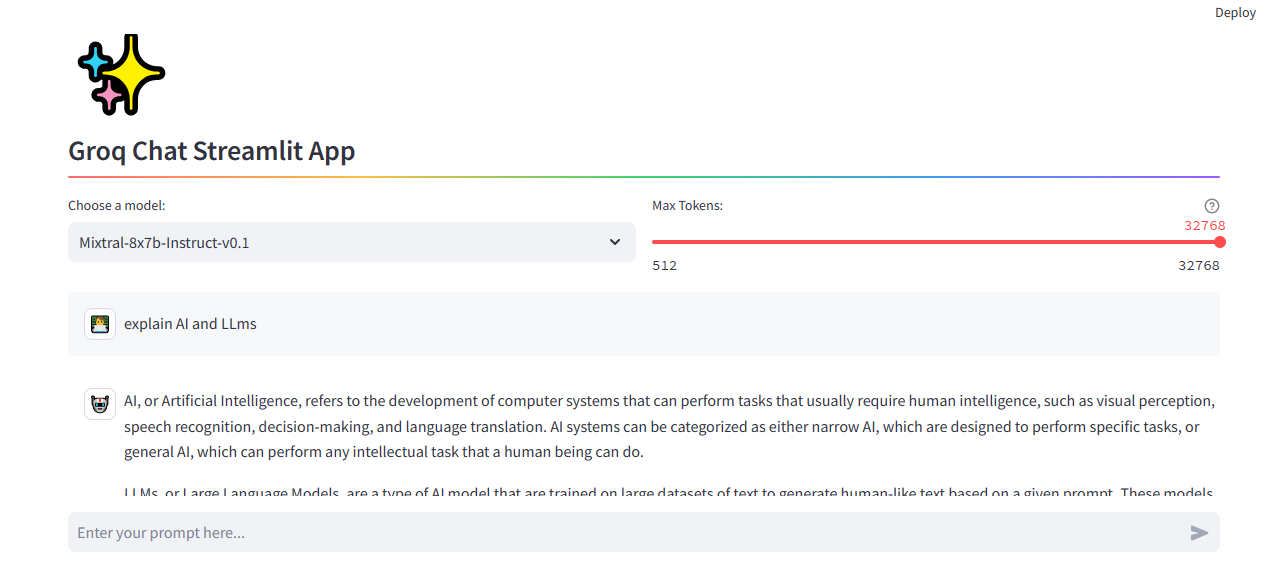 Deploy
Groq Chat Streamlit App
Choose a model:
Max Tokens:
32768
Mixtral-8x7b-Instruct-v0.1
512
32768
explain AI and LLms
AI, or Artificial Intelligence, refers to the development of computer systems that can perform tasks that usually require human intelligence, such as visual perception,
speech recognition, decision-making, and language translation. AI systems can be categorized as either narrow AI, which are designed to perform specific tasks, or
general AI, which can perform any intellectual task that a human being can do.
LLMs, or Large Language Models, are a type of AI model that are trained on large datasets of text to generate human-like text based on a given prompt. These models
Enter your prompt here...